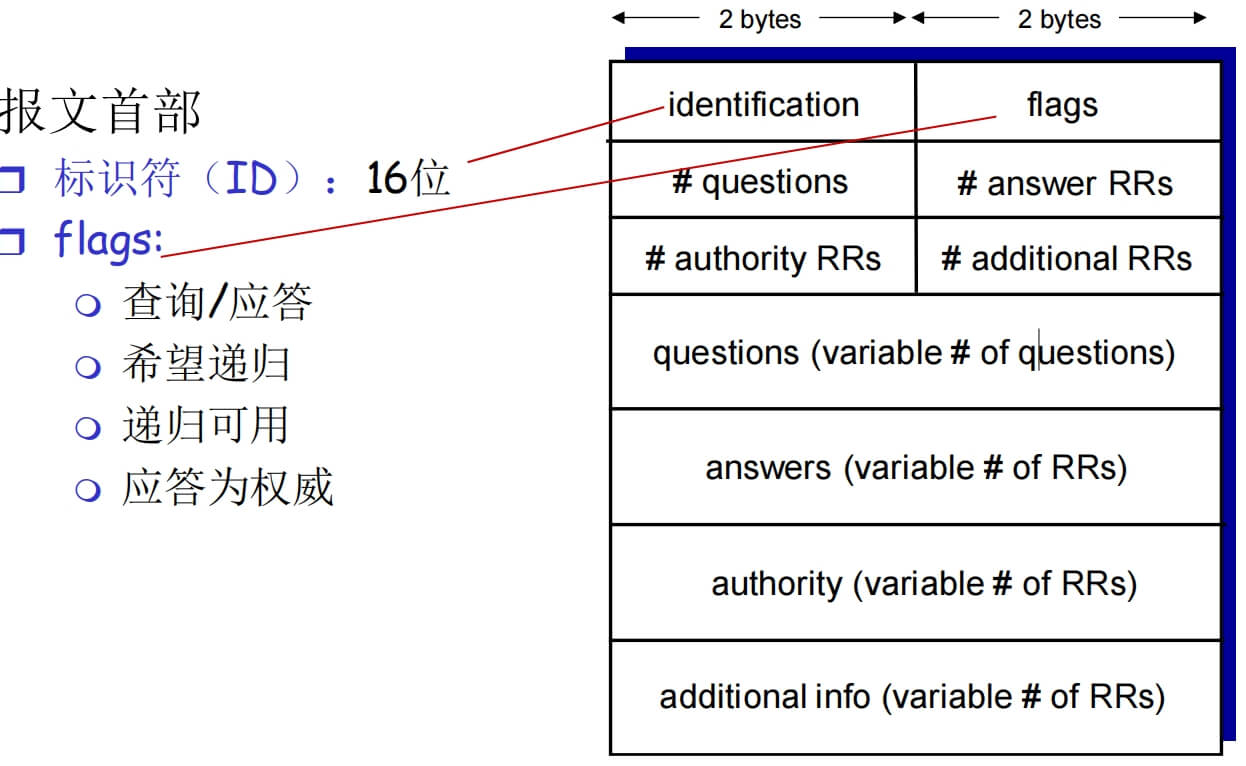 2 bytes 2 bytes
报文首部
标识符（ID）：16位
flags:
查询/应答
希望递归
递归可用
应答为权威
identification flags
# questions # answer RRs
# authority RRs # additional RRs
questions (variable # of questions)
answers (variable # of RRs)
authority (variable # of RRs)
additional info (variable # of RRs)